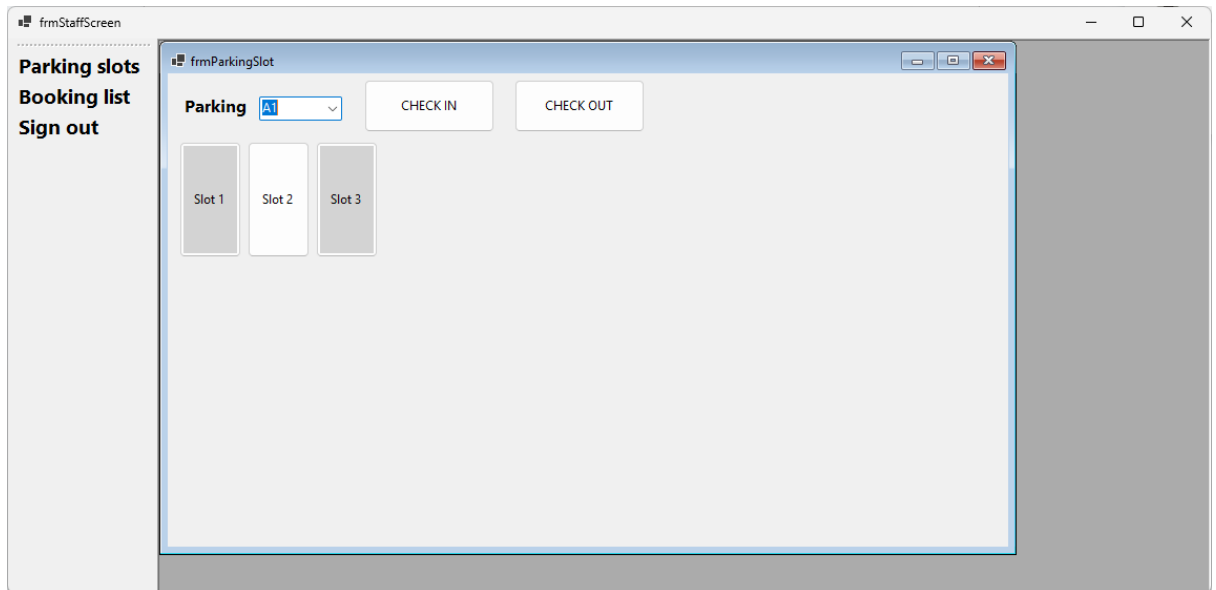 frmStaffScreen
Parking slots
Booking list
Sign out
frmParkingSlot
Parking A1 CHECK IN CHECK OUT
Slot 1 Slot 2 Slot 3